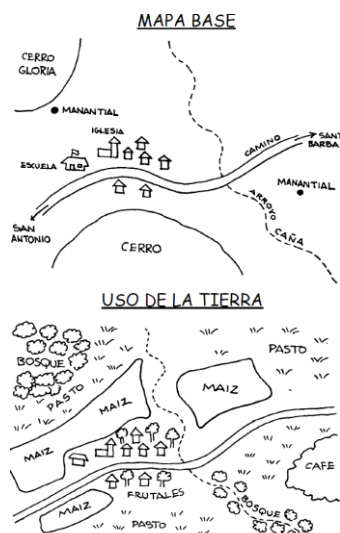 MAPA BASE
CERRO
GLORIA
MANANTIAL
IGLESIA
ESCUELA
CAMINO
SANTA
BARBARA
MANANTIAL
ARROYO
CAÑA
SAN
ANTONIO
CERRO
USO DE LA TIERRA
BOSQUE
PASTO
PASTO
MAIZ
MAIZ
MAIZ
CAFE
FRUTALES
MAIZ
BOSQUE
PASTO